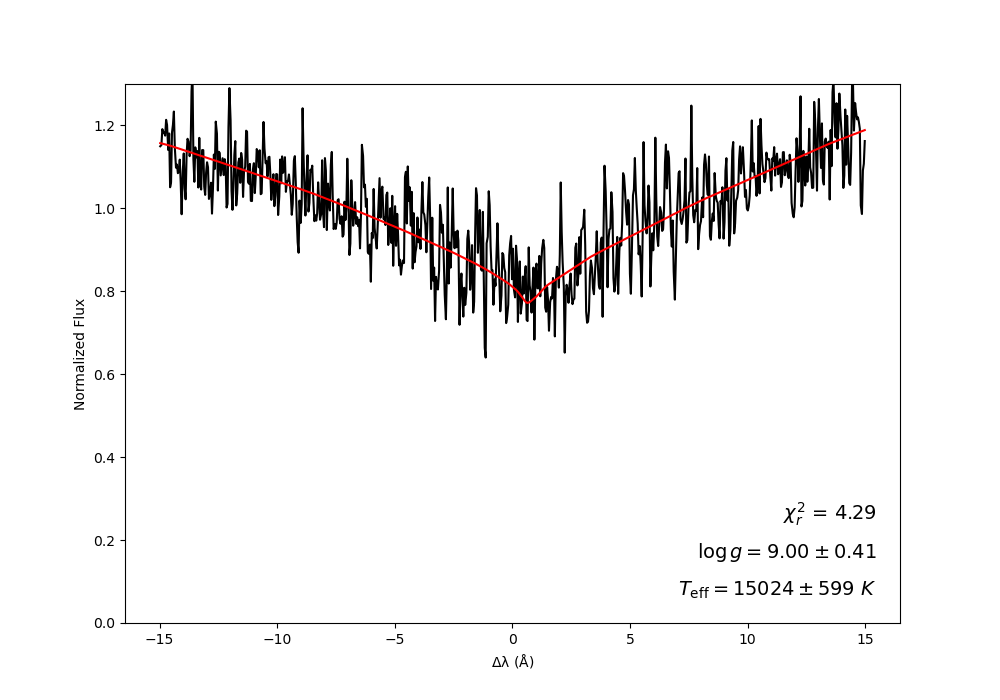 1.2
1.0
0.8
0.6
0.4
0.2
0.0
Normalized Flux
χ²ᵣ = 4.29
log g = 9.00 ± 0.41
T_eff = 15024 ± 599 K
−15 −10 −5 0 5 10 15
Δλ (Å)